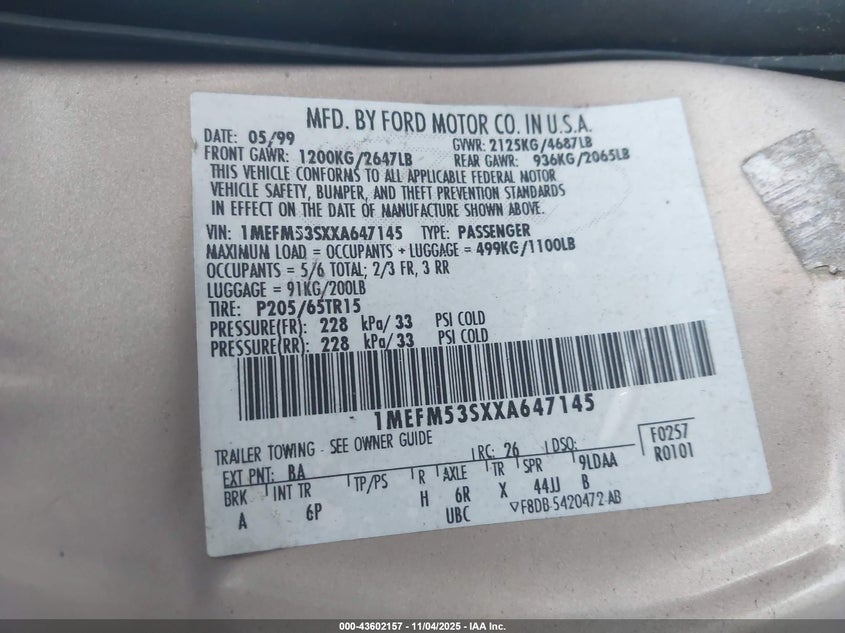 MFD. BY FORD MOTOR CO. IN U.S.A.
DATE: 05/99 GVWR: 2125KG/4687LB
FRONT GAWR: 1200KG/2647LB REAR GAWR: 936KG/2065LB
THIS VEHICLE CONFORMS TO ALL APPLICABLE FEDERAL MOTOR
VEHICLE SAFETY, BUMPER, AND THEFT PREVENTION STANDARDS
IN EFFECT ON THE DATE OF MANUFACTURE SHOWN ABOVE.
VIN: 1MEFM53SXXA647145 TYPE: PASSENGER
MAXIMUM LOAD = OCCUPANTS + LUGGAGE = 499KG/1100LB
OCCUPANTS = 5/6 TOTAL; 2/3 FR, 3 RR
LUGGAGE = 91KG/200LB
TIRE: P205/65TR15
PRESSURE(FR): 228 kPa/ 33 PSI COLD
PRESSURE(RR): 228 kPa/ 33 PSI COLD
1MEFM53SXXA647145
TRAILER TOWING - SEE OWNER GUIDE
EXT PNT: BA RC: 26 DSO: F0257
BRK INT TR TP/PS R AXLE TR SPR 9LDAA R0101
A 6P H 6R X 44JJ B
UBC ▽F8DB-5420472-AB
000-43602157 - 11/04/2025 - IAA Inc.